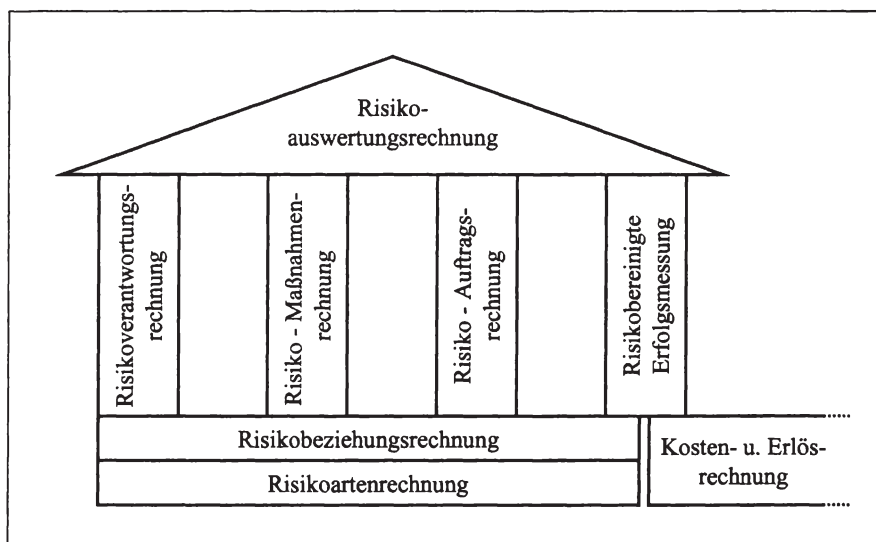 Risiko-
auswertungsrechnung
Risikoverantwortungs-
rechnung
Risiko - Maßnahmen-
rechnung
Risiko - Auftrags-
rechnung
Risikobereinigte
Erfolgsmessung
Risikobeziehungsrechnung
Risikoartenrechnung
Kosten- u. Erlös-
rechnung